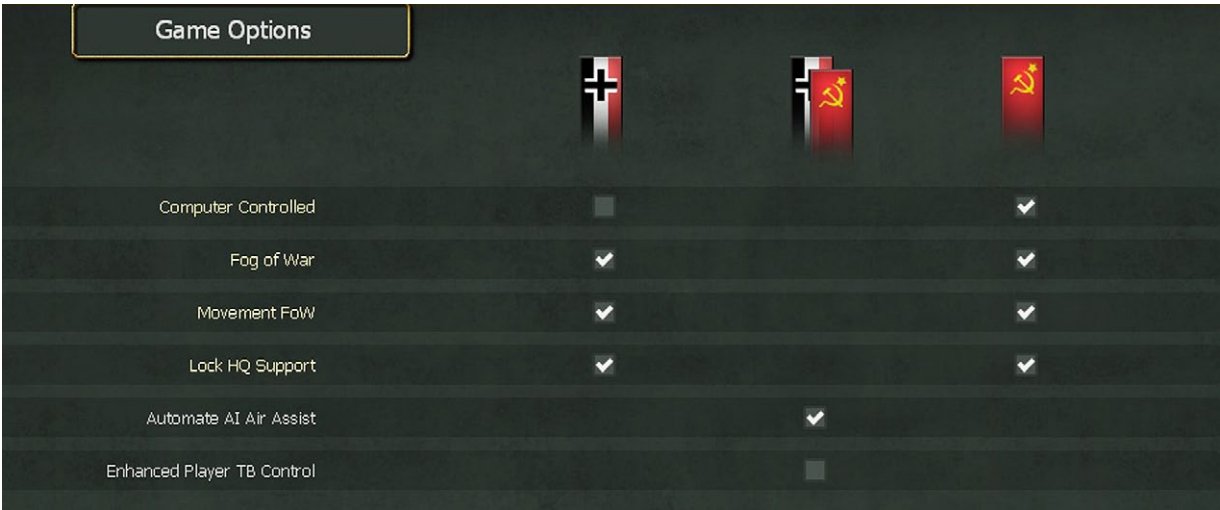 Game Options
Computer Controlled
Fog of War
Movement FoW
Lock HQ Support
Automate AI Air Assist
Enhanced Player TB Control